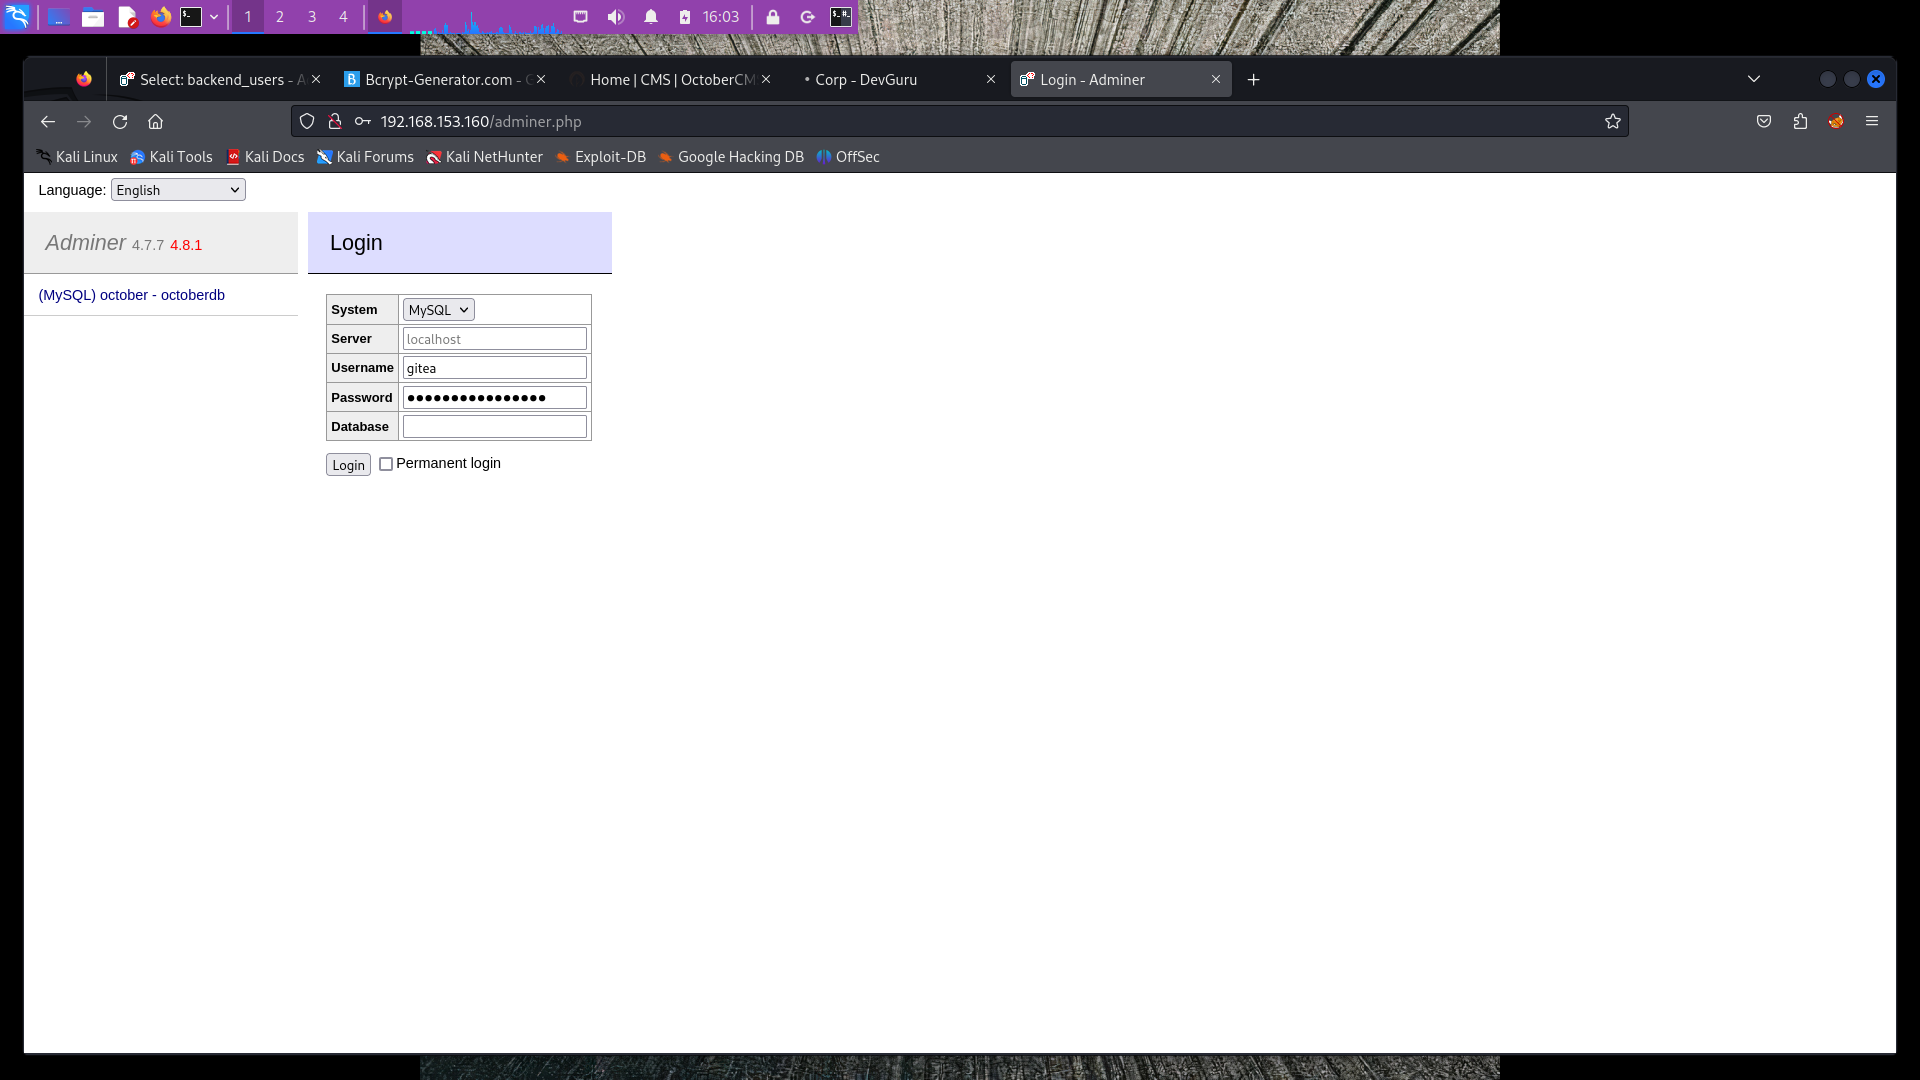 1 2 3 4 16:03
Select: backend_users - A Bcrypt-Generator.com - G Home | CMS | OctoberCM Corp - DevGuru Login - Adminer
192.168.153.160/adminer.php
Kali Linux Kali Tools Kali Docs Kali Forums Kali NetHunter Exploit-DB Google Hacking DB OffSec
Language: English
Adminer 4.7.7 4.8.1
Login
(MySQL) october - octoberdb
System MySQL
Server localhost
Username gitea
Password ●●●●●●●●●●●●●●●●
Database
Login Permanent login